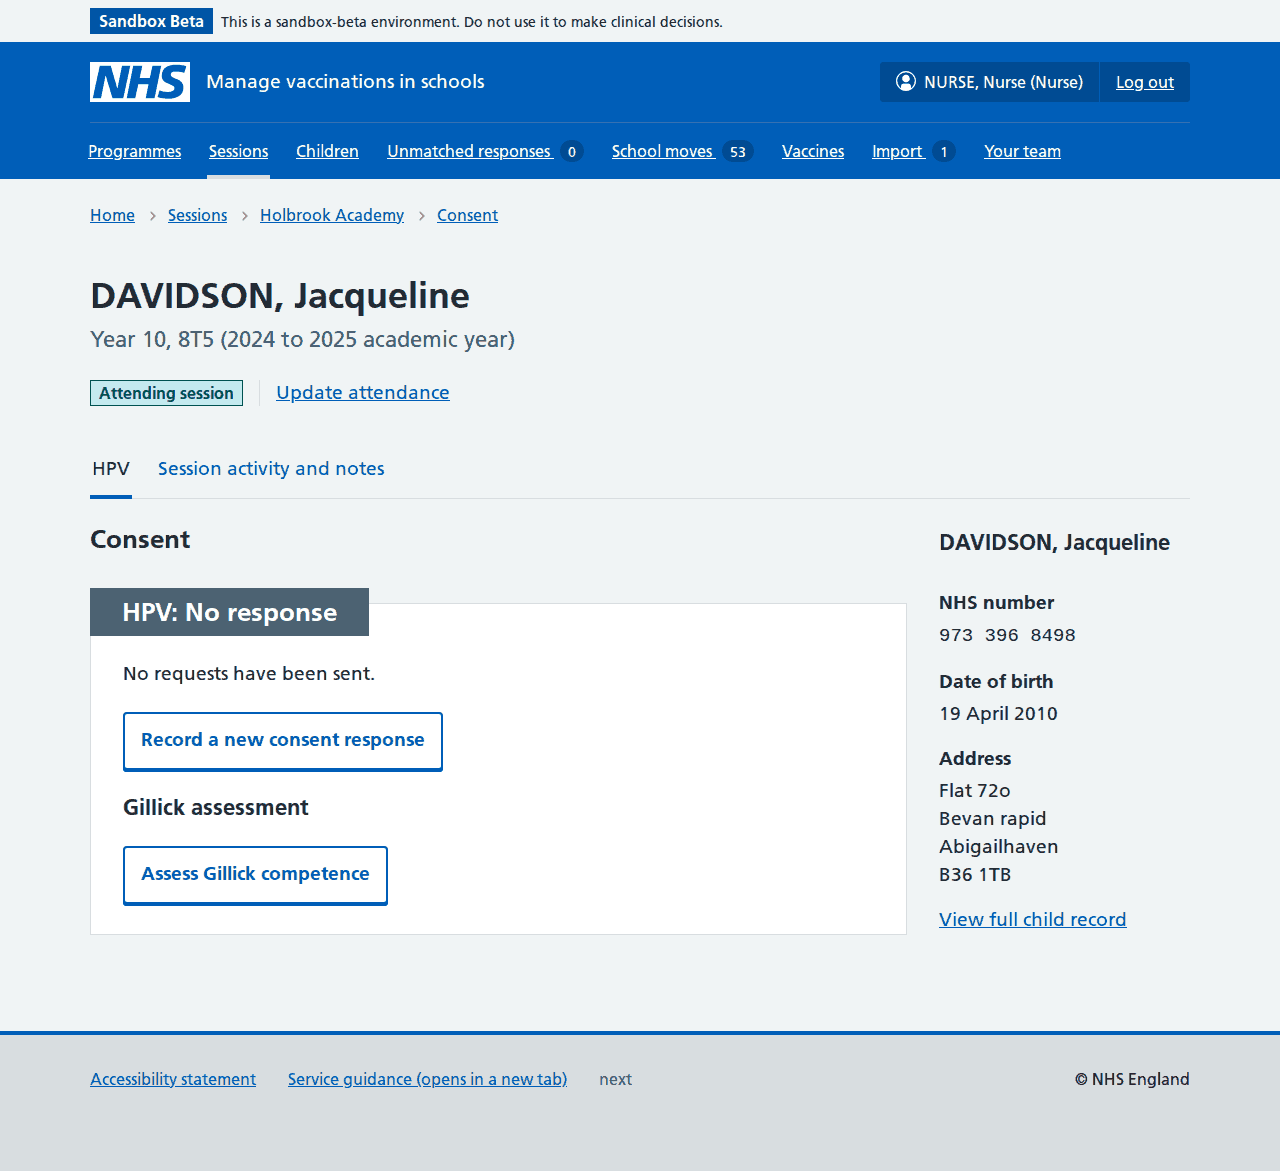 Sandbox Beta This is a sandbox-beta environment. Do not use it to make clinical decisions.
NHS Manage vaccinations in schools NURSE, Nurse (Nurse) Log out
Programmes Sessions Children Unmatched responses 0 School moves 53 Vaccines Import 1 Your team
Home Sessions Holbrook Academy Consent
DAVIDSON, Jacqueline
Year 10, 8T5 (2024 to 2025 academic year)
Attending session Update attendance
HPV Session activity and notes
Consent
HPV: No response
No requests have been sent.
Record a new consent response
Gillick assessment
Assess Gillick competence
DAVIDSON, Jacqueline
NHS number
973 396 8498
Date of birth
19 April 2010
Address
Flat 72o
Bevan rapid
Abigailhaven
B36 1TB
View full child record
Accessibility statement Service guidance (opens in a new tab) next © NHS England